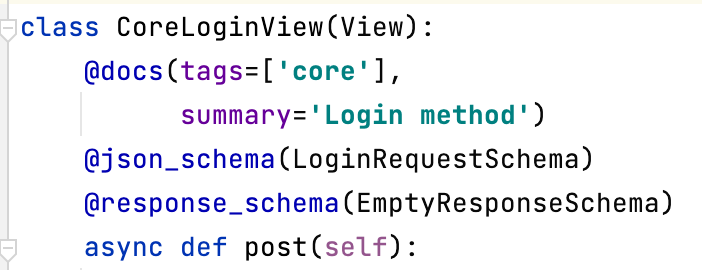 class CoreLoginView(View):
    @docs(tags=['core'],
          summary='Login method')
    @json_schema(LoginRequestSchema)
    @response_schema(EmptyResponseSchema)
    async def post(self):